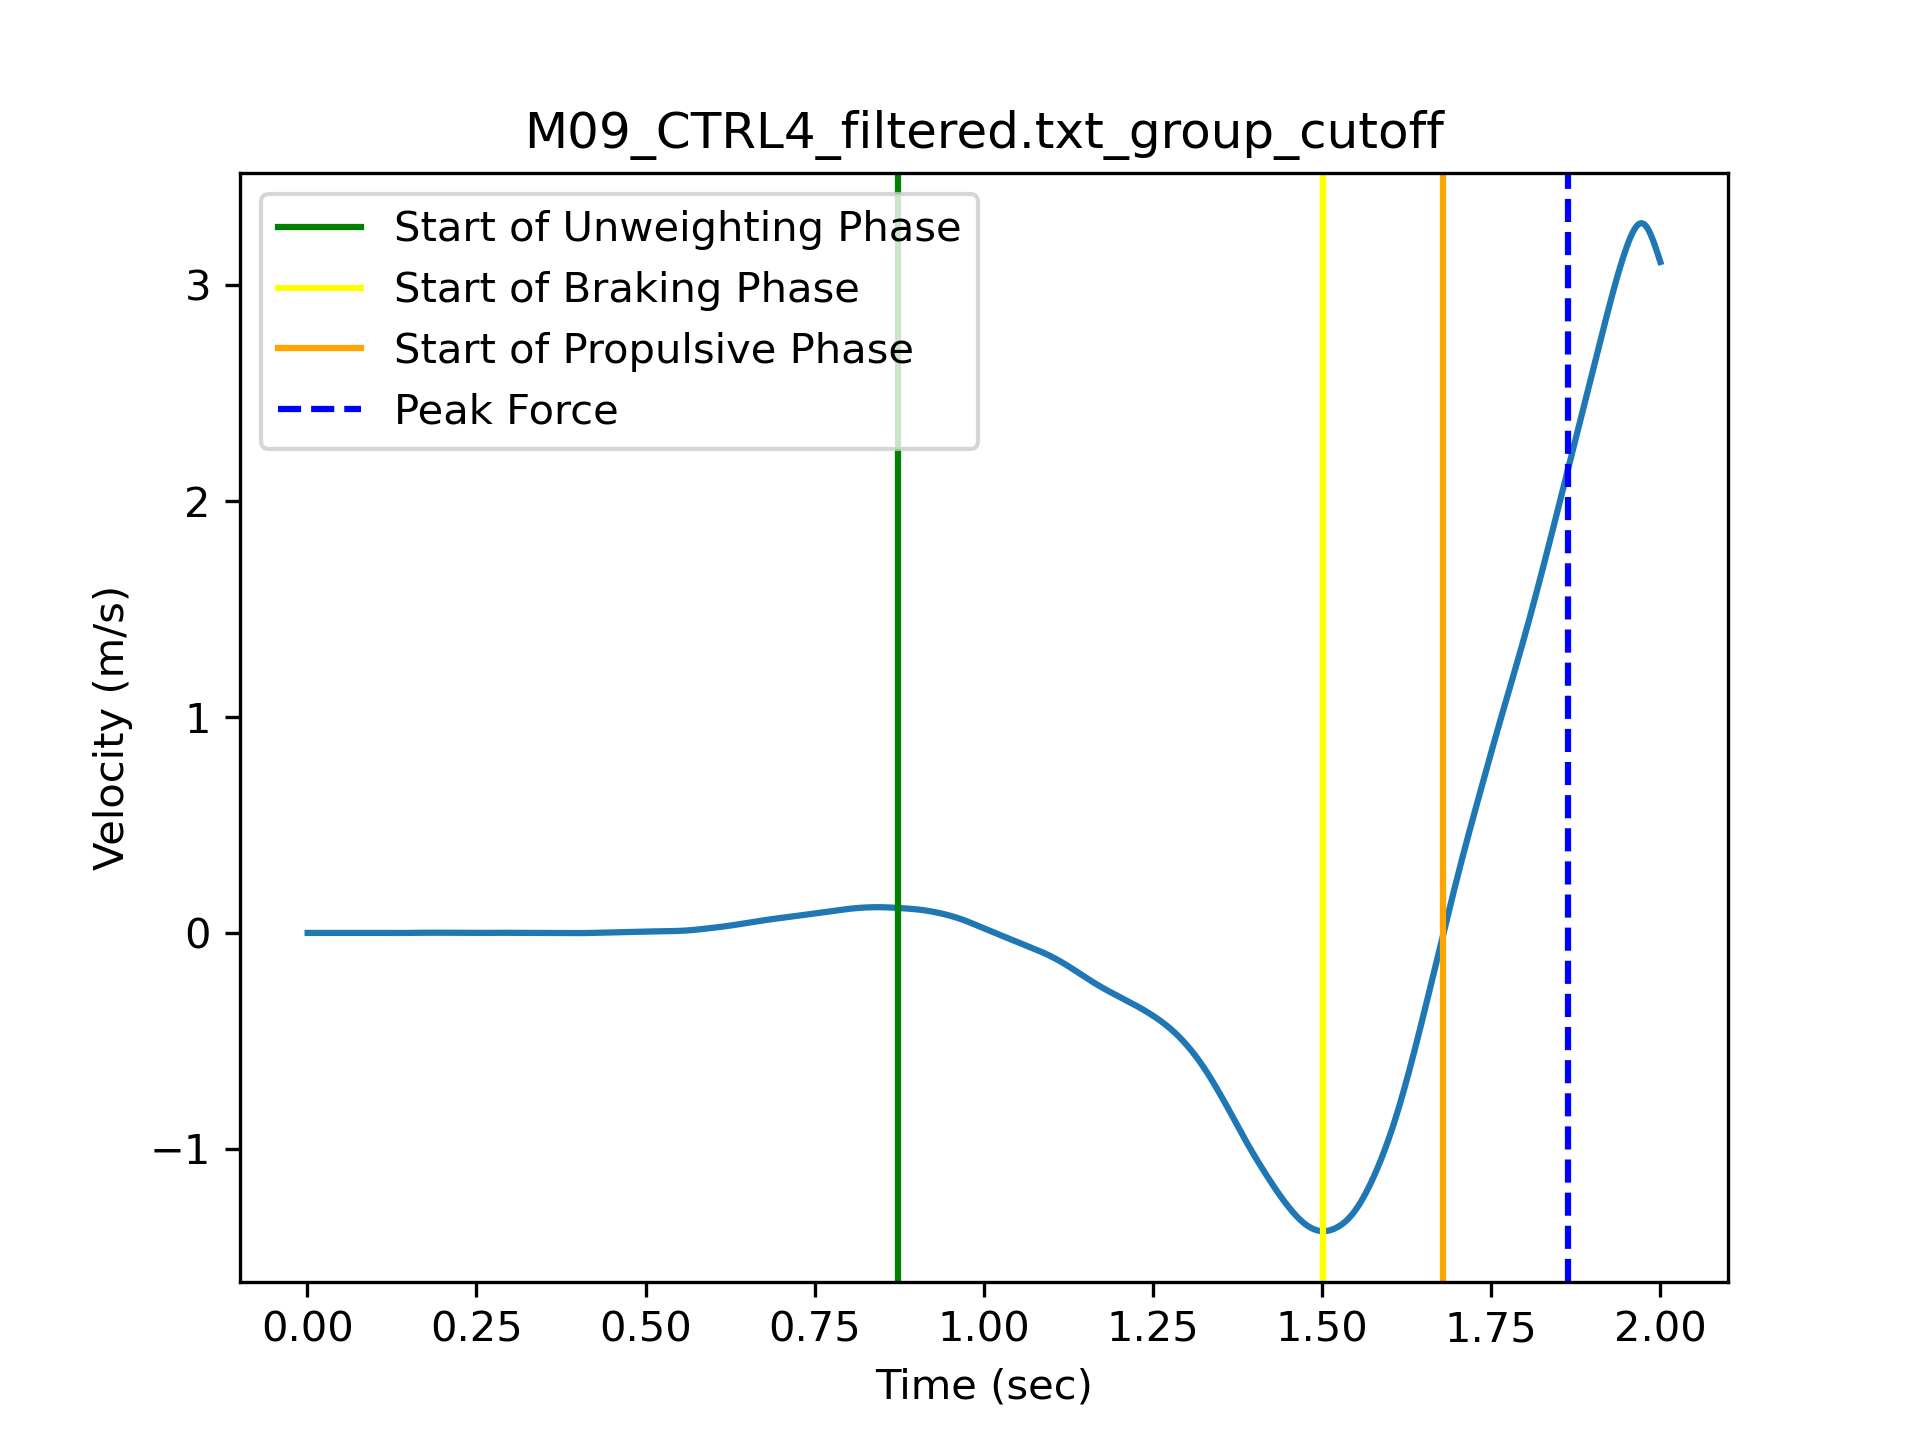 M09_CTRL4_filtered.txt_group_cutoff
Start of Unweighting Phase
Start of Braking Phase
Start of Propulsive Phase
Peak Force
Velocity (m/s)
3
2
1
0
−1
0.00 0.25 0.50 0.75 1.00 1.25 1.50 1.75 2.00
Time (sec)